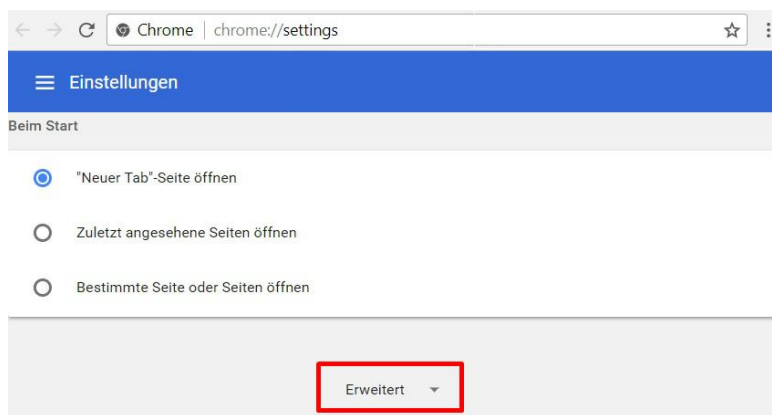 Chrome | chrome://settings
Einstellungen
Beim Start
"Neuer Tab"-Seite öffnen
Zuletzt angesehene Seiten öffnen
Bestimmte Seite oder Seiten öffnen
Erweitert